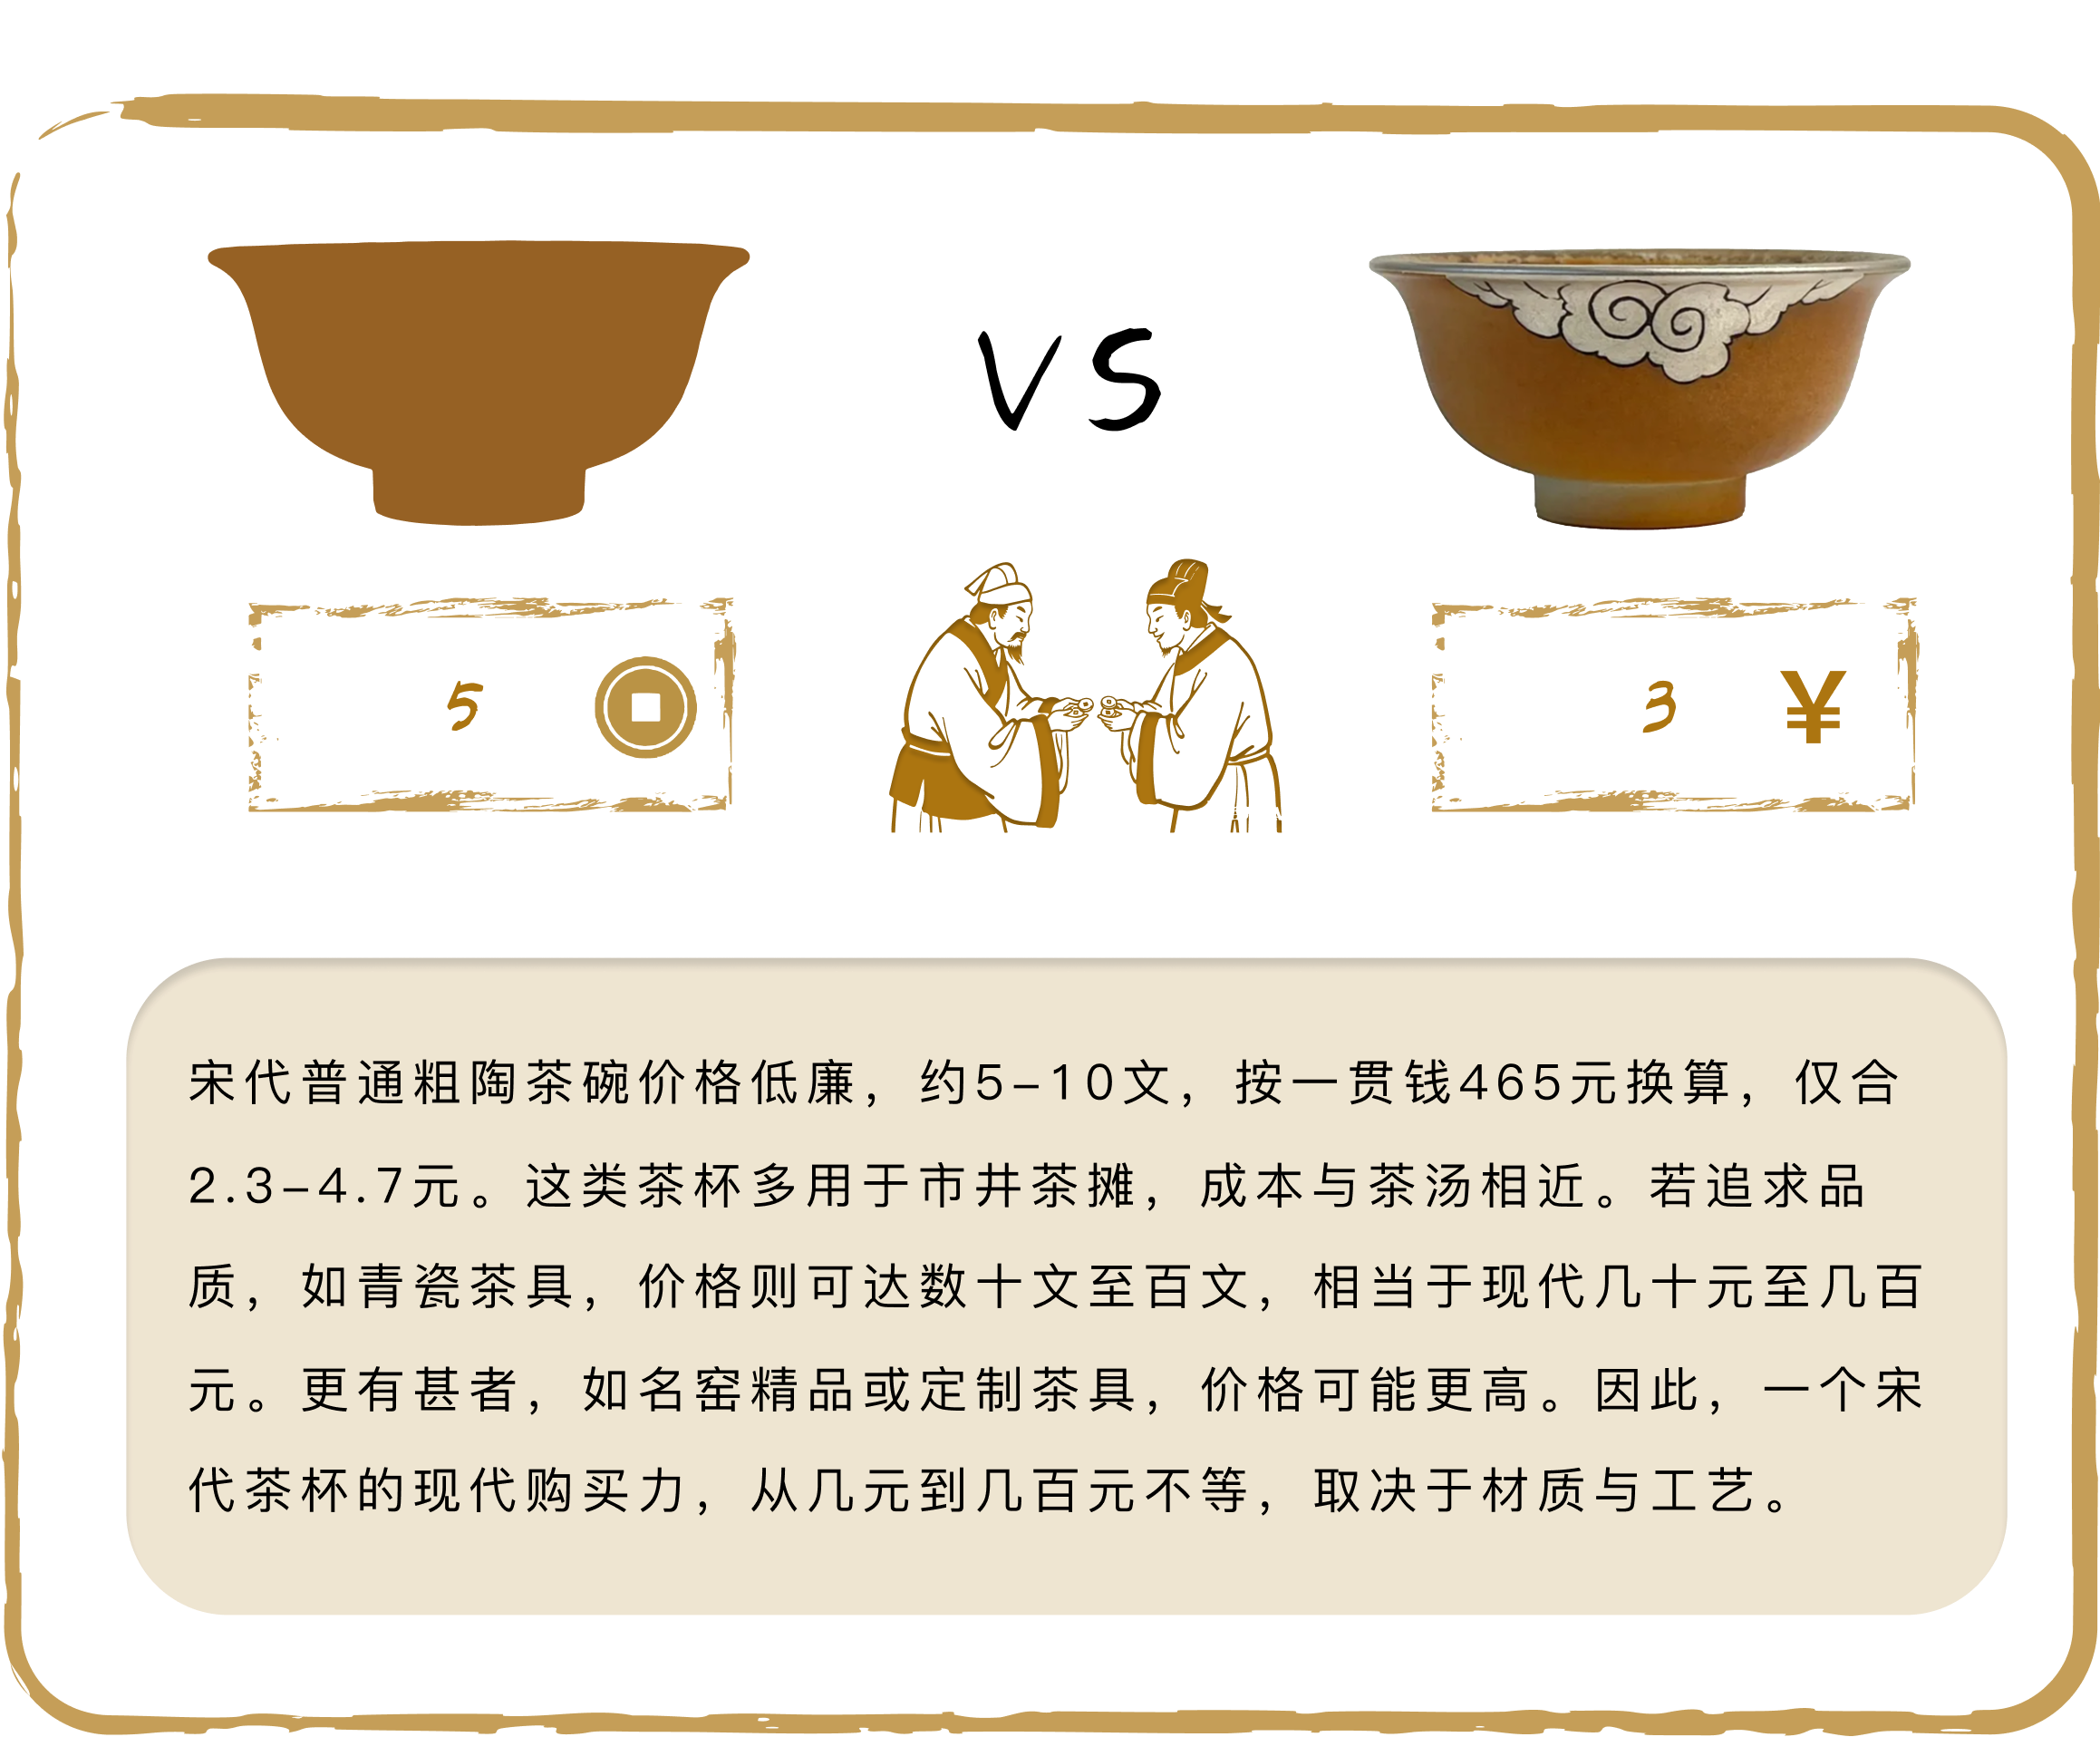 VS
5
3 ¥
宋代普通粗陶茶碗价格低廉，约5–10文，按一贯钱465元换算，仅合
2.3–4.7元。这类茶杯多用于市井茶摊，成本与茶汤相近。若追求品
质，如青瓷茶具，价格则可达数十文至百文，相当于现代几十元至几百
元。更有甚者，如名窑精品或定制茶具，价格可能更高。因此，一个宋
代茶杯的现代购买力，从几元到几百元不等，取决于材质与工艺。